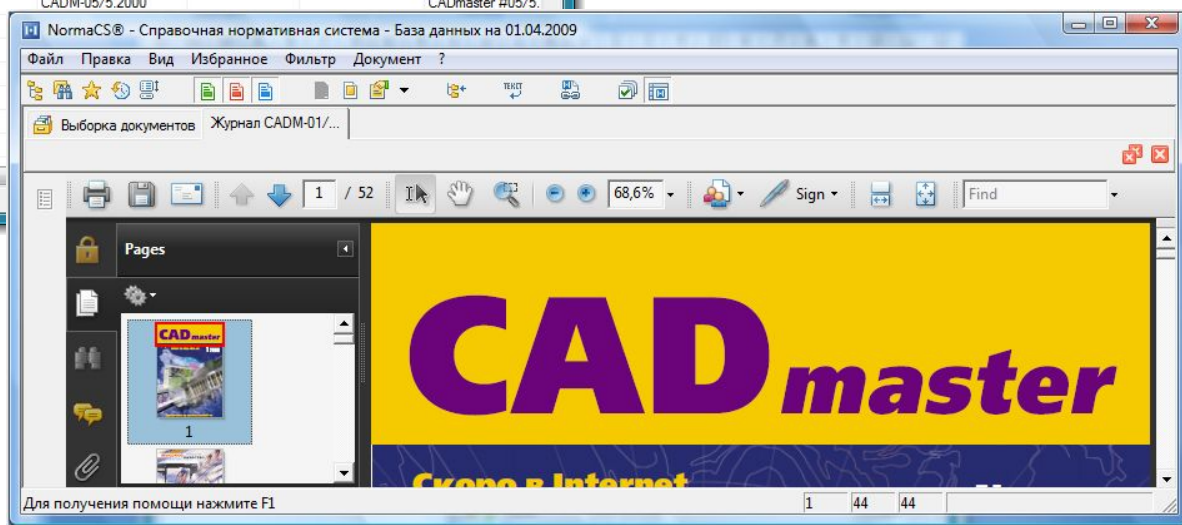 CADM-05/5.2000 CADmaster #05/5.
NormaCS® - Справочная нормативная система - База данных на 01.04.2009
Файл Правка Вид Избранное Фильтр Документ ?
ТЕКСТ
Выборка документов Журнал CADM-01/...
1 / 52 68,6% Sign Find
Pages
CADmaster
1
CAD master
Скоро в Internet
Для получения помощи нажмите F1 1 44 44